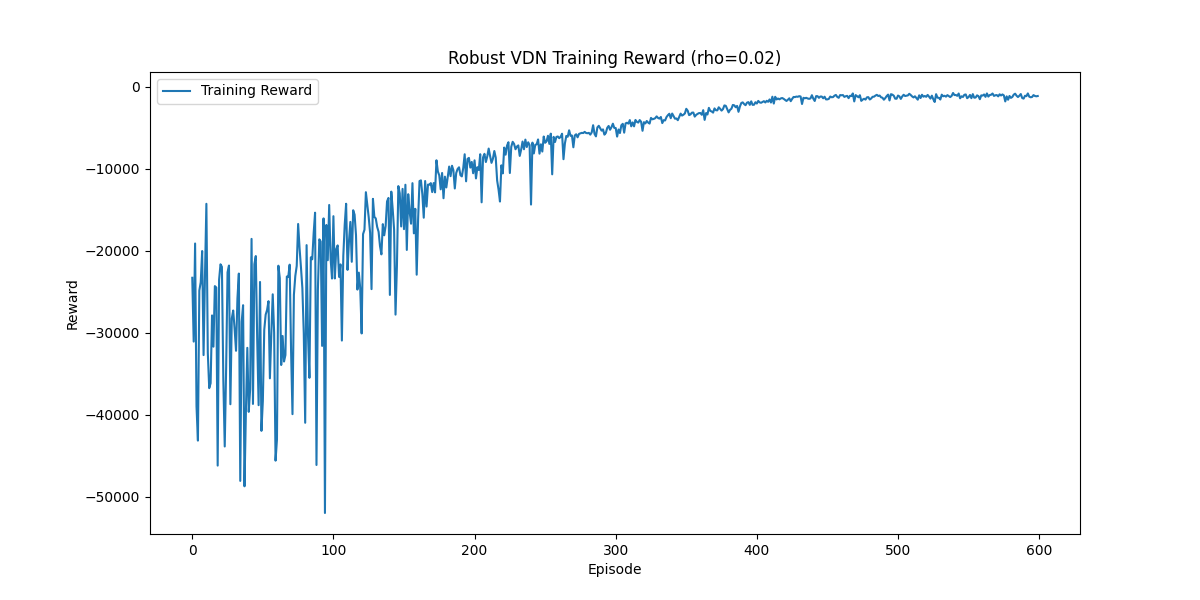 Robust VDN Training Reward (rho=0.02)
Training Reward
0
−10000
−20000
−30000
−40000
−50000
Reward
0 100 200 300 400 500 600
Episode